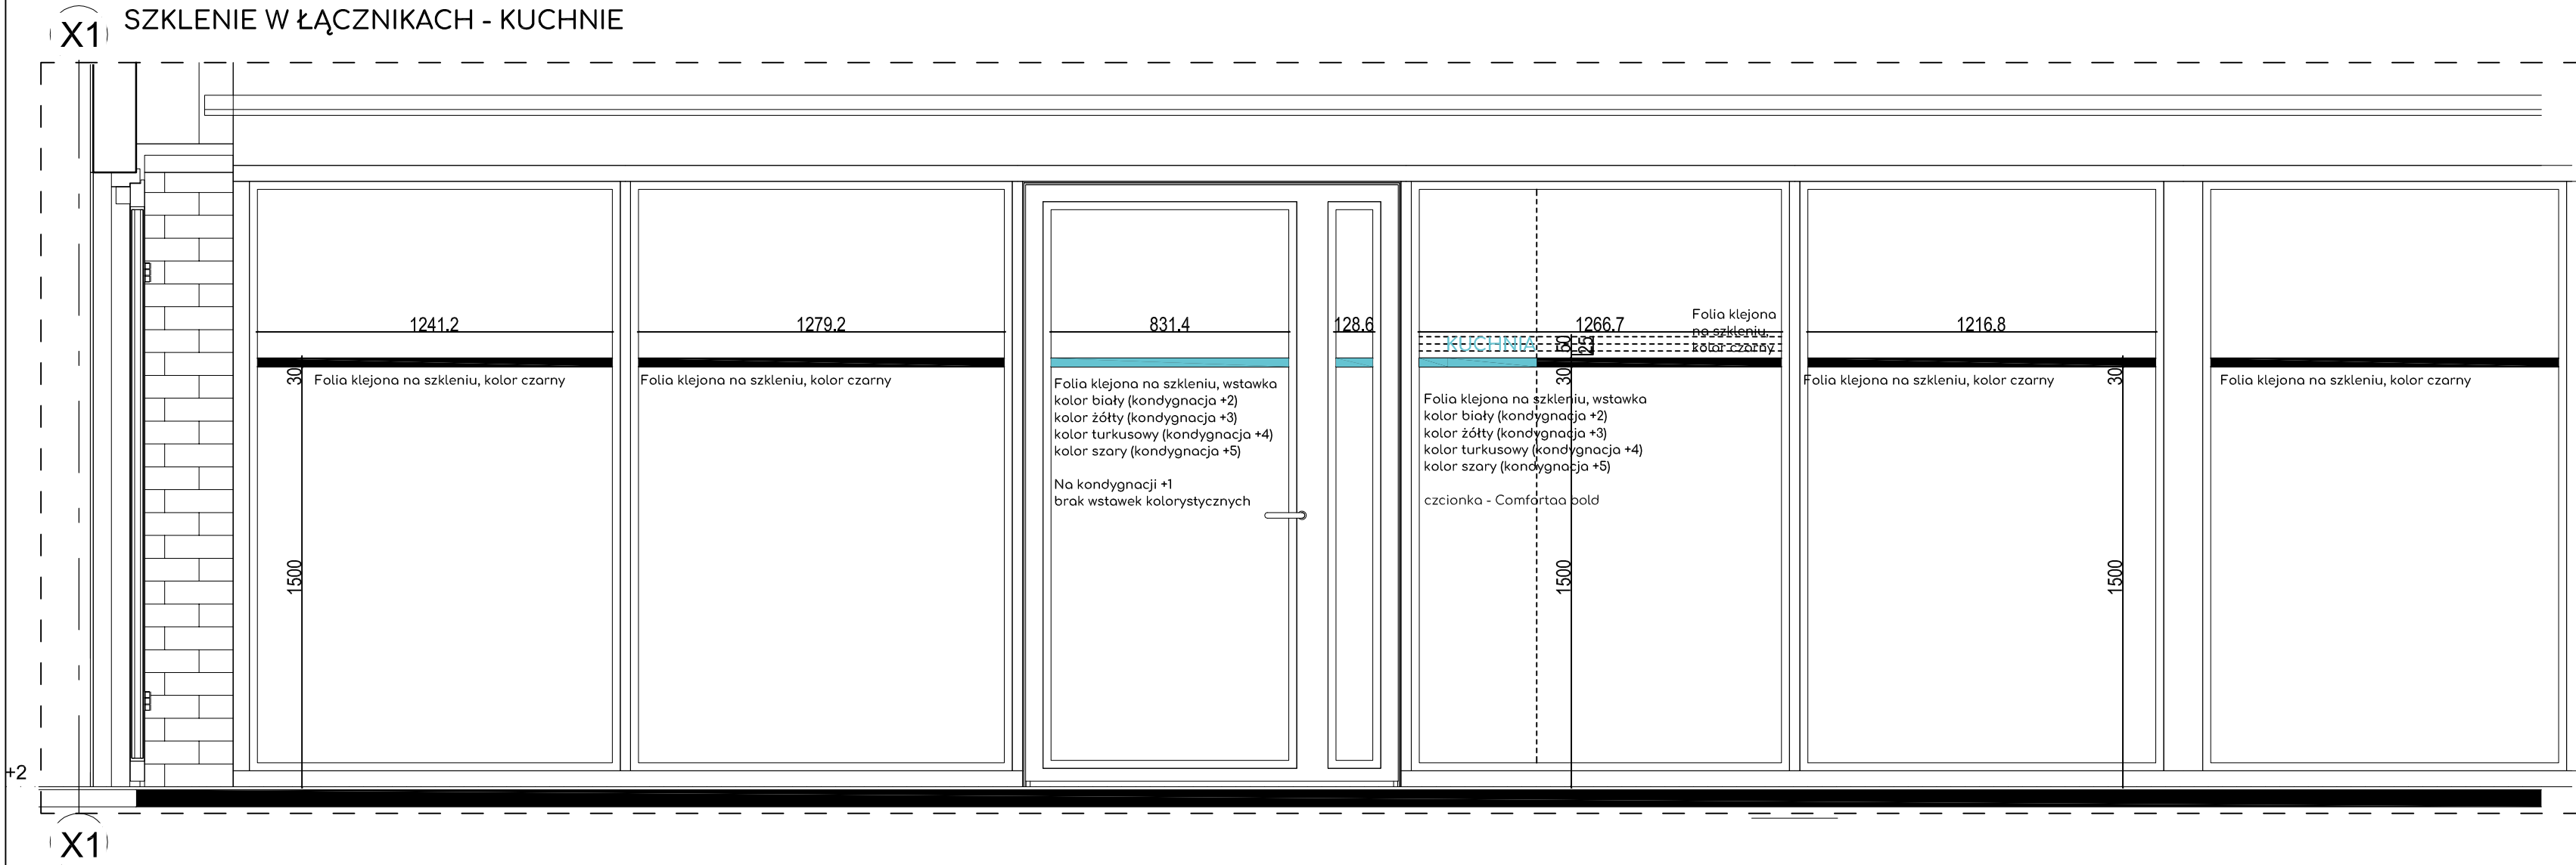 X1
SZKLENIE W ŁĄCZNIKACH - KUCHNIE
1241.2
1279.2
831.4
128.6
1266.7
1216.8
Folia klejona
na szkleniu,
kolor czarny
KUCHNIA
50
25
30
Folia klejona na szkleniu, kolor czarny
Folia klejona na szkleniu, kolor czarny
Folia klejona na szkleniu, wstawka
kolor biały (kondygnacja +2)
kolor żółty (kondygnacja +3)
kolor turkusowy (kondygnacja +4)
kolor szary (kondygnacja +5)
Na kondygnacji +1
brak wstawek kolorystycznych
30
Folia klejona na szkleniu, wstawka
kolor biały (kondygnacja +2)
kolor żółty (kondygnacja +3)
kolor turkusowy (kondygnacja +4)
kolor szary (kondygnacja +5)
czcionka - Comfortaa bold
Folia klejona na szkleniu, kolor czarny
30
Folia klejona na szkleniu, kolor czarny
1500
1500
1500
+2
X1